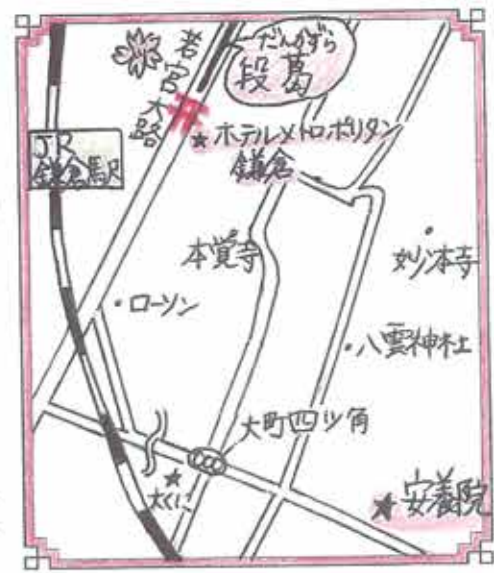 若宮大路
だんかずら
段葛
JR
鎌倉駅
★ホテルメトロポリタン
鎌倉
本覚寺
妙本寺
・ローソン
・八雲神社
大町四ツ角
★
大くに
★安養院